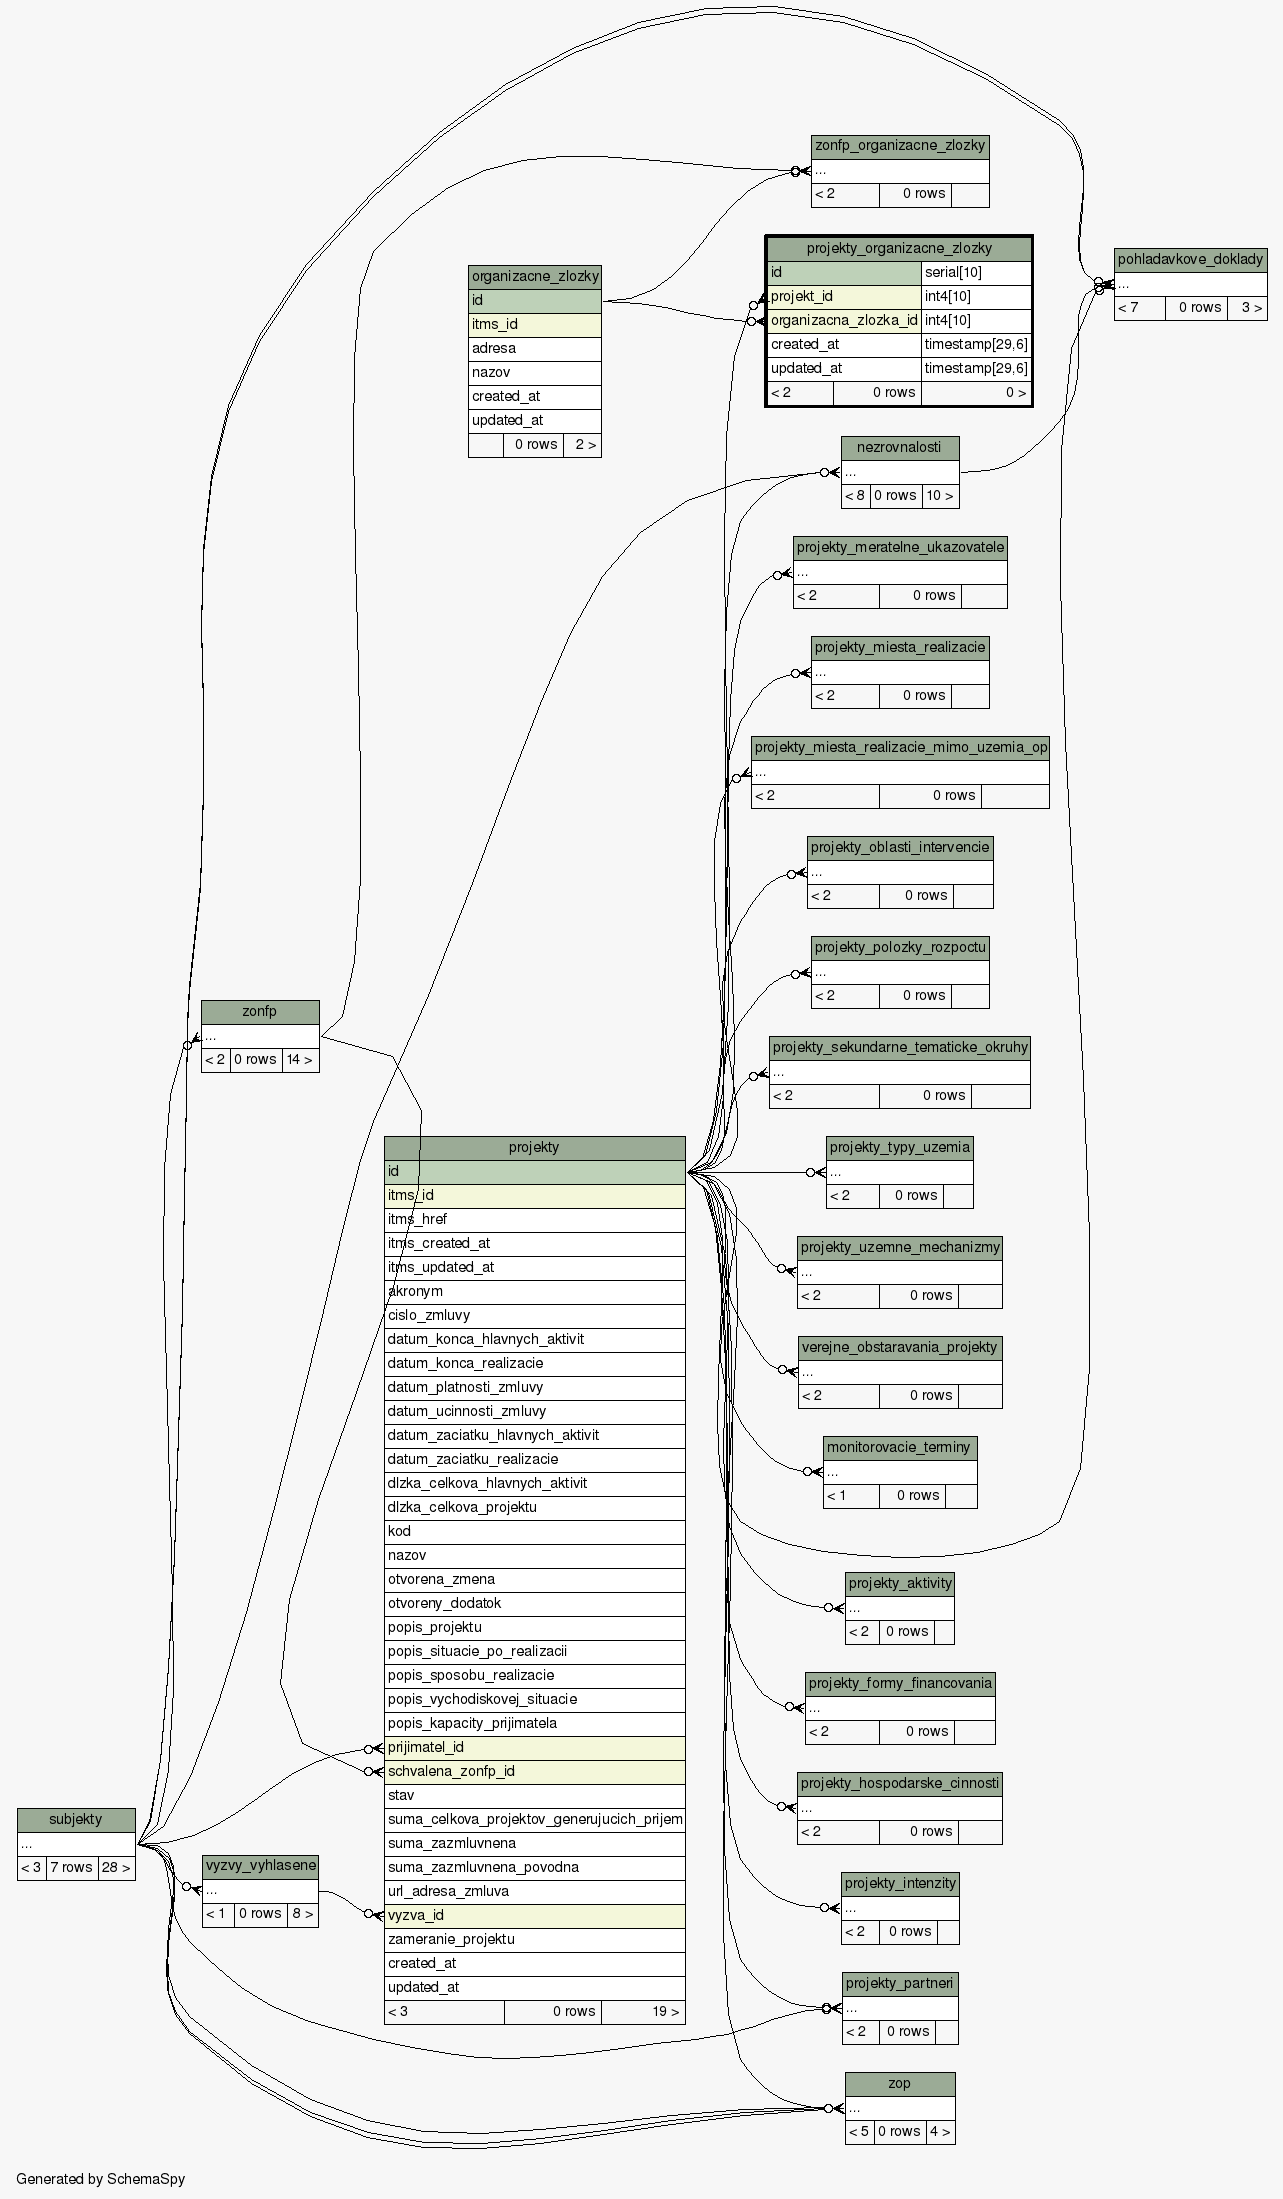 zonfp_organizacne_zlozky
...
< 2 0 rows
projekty_organizacne_zlozky
id serial[10]
projekt_id int4[10]
organizacna_zlozka_id int4[10]
created_at timestamp[29,6]
updated_at timestamp[29,6]
< 2 0 rows 0 >
pohladavkove_doklady
...
< 7 0 rows 3 >
organizacne_zlozky
id
itms_id
adresa
nazov
created_at
updated_at
0 rows 2 >
nezrovnalosti
...
< 8 0 rows 10 >
projekty_meratelne_ukazovatele
...
< 2 0 rows
projekty_miesta_realizacie
...
< 2 0 rows
projekty_miesta_realizacie_mimo_uzemia_op
...
< 2 0 rows
projekty_oblasti_intervencie
...
< 2 0 rows
projekty_polozky_rozpoctu
...
< 2 0 rows
zonfp
...
< 2 0 rows 14 >
projekty_sekundarne_tematicke_okruhy
...
< 2 0 rows
projekty
id
itms_id
itms_href
itms_created_at
itms_updated_at
akronym
cislo_zmluvy
datum_konca_hlavnych_aktivit
datum_konca_realizacie
datum_platnosti_zmluvy
datum_ucinnosti_zmluvy
datum_zaciatku_hlavnych_aktivit
datum_zaciatku_realizacie
dlzka_celkova_hlavnych_aktivit
dlzka_celkova_projektu
kod
nazov
otvorena_zmena
otvoreny_dodatok
popis_projektu
popis_situacie_po_realizacii
popis_sposobu_realizacie
popis_vychodiskovej_situacie
popis_kapacity_prijimatela
prijimatel_id
schvalena_zonfp_id
stav
suma_celkova_projektov_generujucich_prijem
suma_zazmluvnena
suma_zazmluvnena_povodna
url_adresa_zmluva
vyzva_id
zameranie_projektu
created_at
updated_at
< 3 0 rows 19 >
projekty_typy_uzemia
...
< 2 0 rows
projekty_uzemne_mechanizmy
...
< 2 0 rows
verejne_obstaravania_projekty
...
< 2 0 rows
monitorovacie_terminy
...
< 1 0 rows
projekty_aktivity
...
< 2 0 rows
projekty_formy_financovania
...
< 2 0 rows
projekty_hospodarske_cinnosti
...
< 2 0 rows
subjekty
...
< 3 7 rows 28 >
vyzvy_vyhlasene
...
< 1 0 rows 8 >
projekty_intenzity
...
< 2 0 rows
projekty_partneri
...
< 2 0 rows
zop
...
< 5 0 rows 4 >
Generated by SchemaSpy